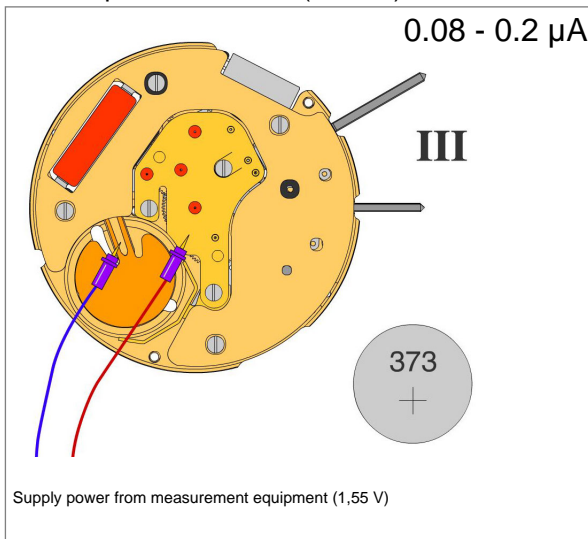 0.08 - 0.2 µA
III
373
Supply power from measurement equipment (1,55 V)